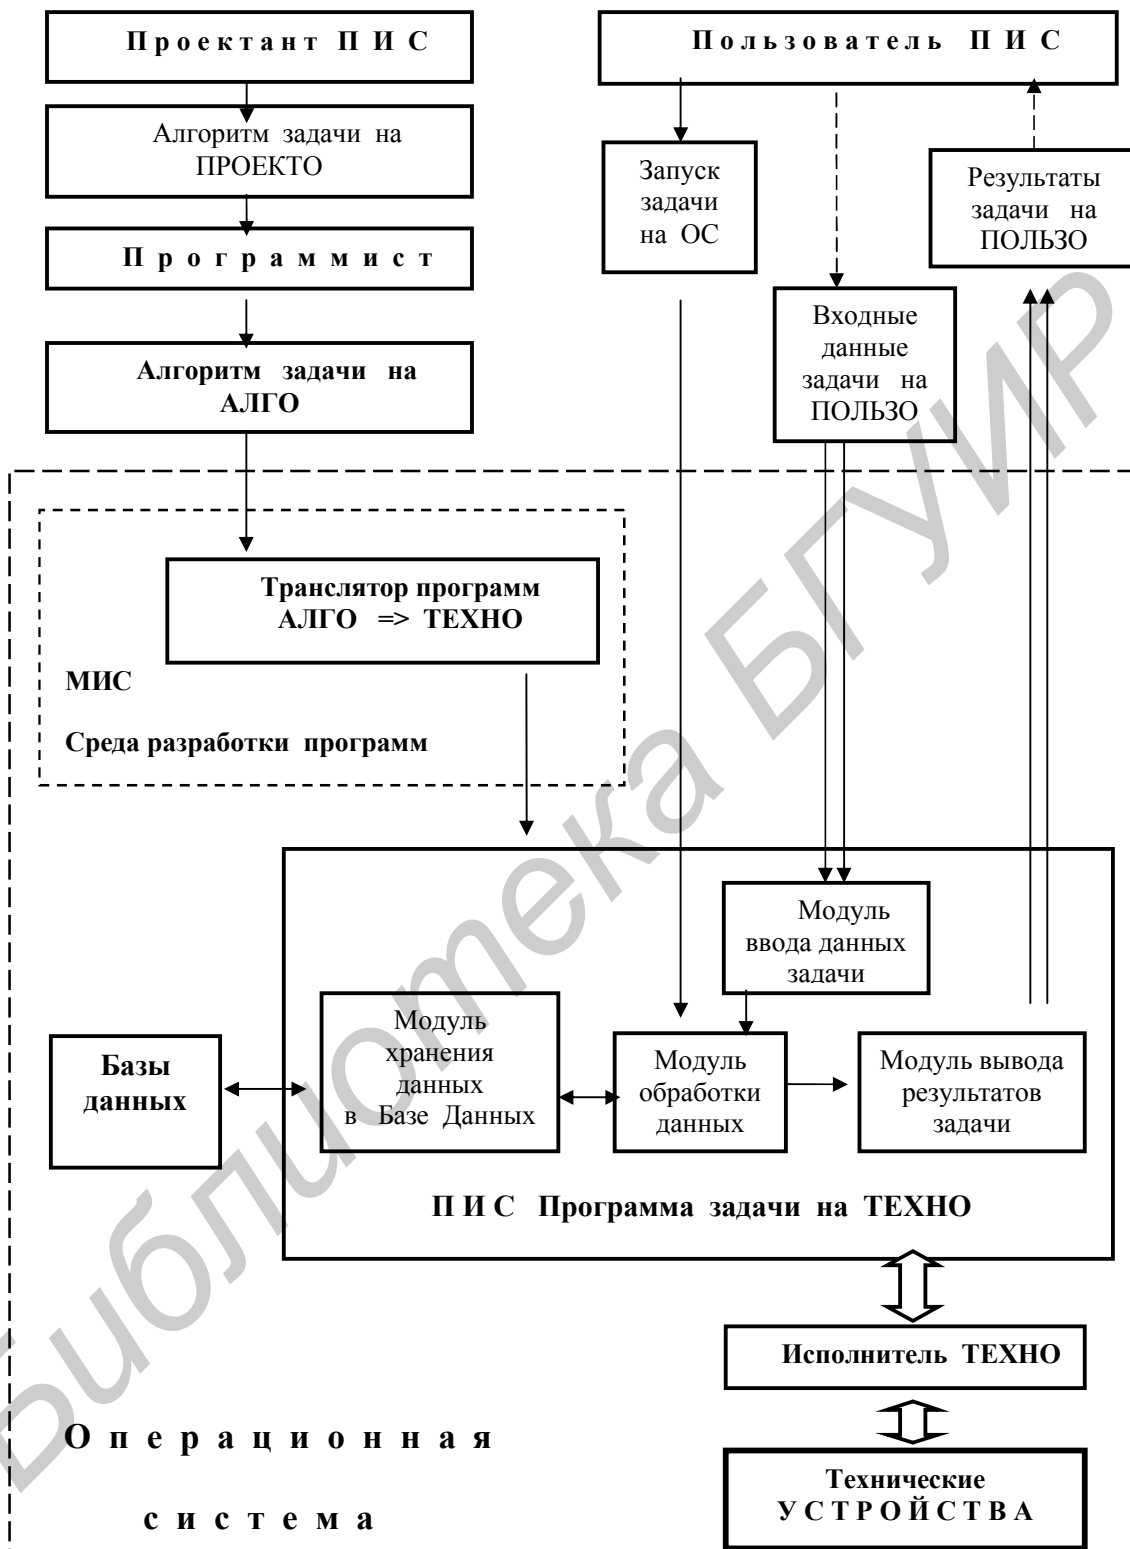 П р о е к т а н т  П И С
Алгоритм задачи на
ПРОЕКТО
П р о г р а м м и с т
Алгоритм задачи на
АЛГО
П о л ь з о в а т е л ь  П И С
Запуск
задачи
на ОС
Входные
данные
задачи на
ПОЛЬЗО
Результаты
задачи на
ПОЛЬЗО
Транслятор программ
АЛГО => ТЕХНО
МИС
Среда разработки программ
Модуль
ввода данных
задачи
Базы
данных
Модуль
хранения
данных
в Базе Данных
Модуль
обработки
данных
Модуль вывода
результатов
задачи
П И С Программа задачи на ТЕХНО
Исполнитель ТЕХНО
Технические
У С Т Р О Й С Т В А
О п е р а ц и о н н а я
с и с т е м а
Библиотека БГУИР